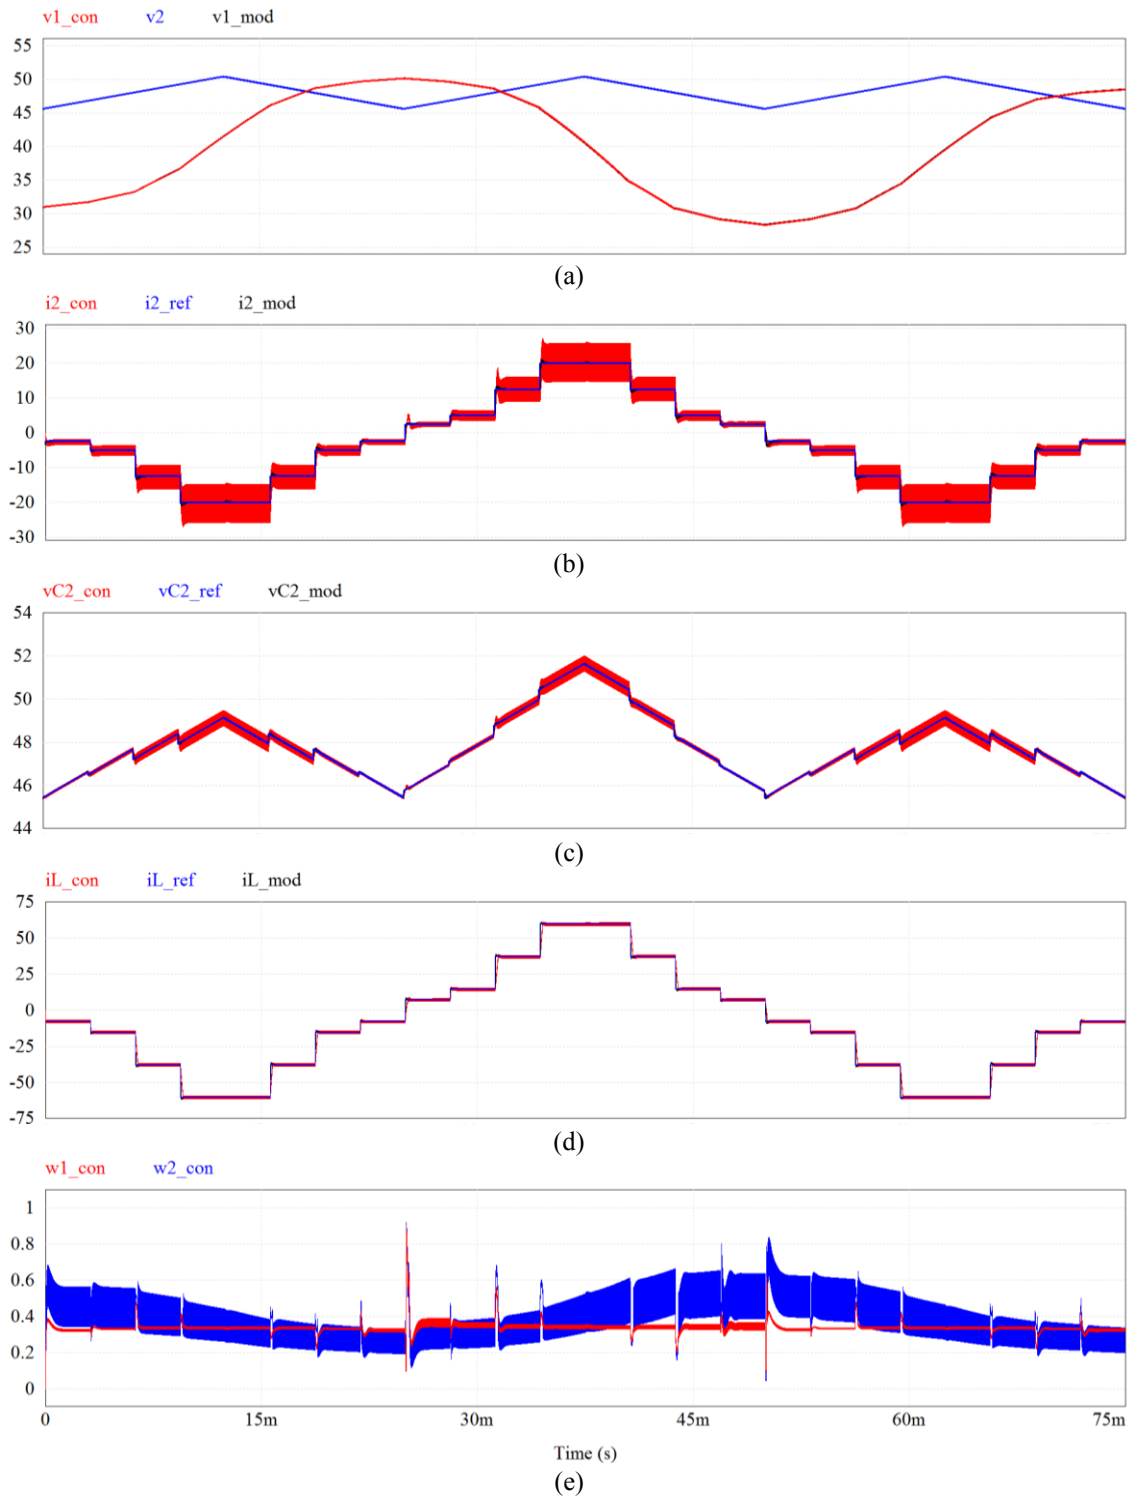 v1_con v2 v1_mod
55
50
45
40
35
30
25
(a)
i2_con i2_ref i2_mod
30
20
10
0
-10
-20
-30
(b)
vC2_con vC2_ref vC2_mod
54
52
50
48
46
44
(c)
iL_con iL_ref iL_mod
75
50
25
0
-25
-50
-75
(d)
w1_con w2_con
1
0.8
0.6
0.4
0.2
0
0 15m 30m 45m 60m 75m
Time (s)
(e)